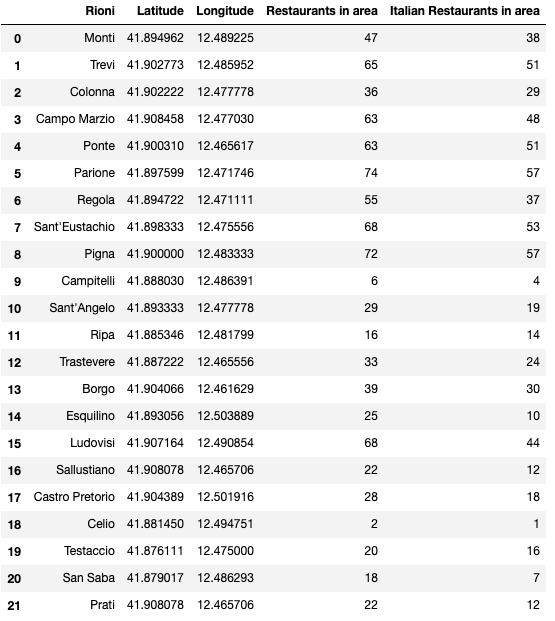 Rioni Latitude Longitude Restaurants in area Italian Restaurants in area
0 Monti 41.894962 12.489225 47 38
1 Trevi 41.902773 12.485952 65 51
2 Colonna 41.902222 12.477778 36 29
3 Campo Marzio 41.908458 12.477030 63 48
4 Ponte 41.900310 12.465617 63 51
5 Parione 41.897599 12.471746 74 57
6 Regola 41.894722 12.471111 55 37
7 Sant'Eustachio 41.898333 12.475556 68 53
8 Pigna 41.900000 12.483333 72 57
9 Campitelli 41.888030 12.486391 6 4
10 Sant'Angelo 41.893333 12.477778 29 19
11 Ripa 41.885346 12.481799 16 14
12 Trastevere 41.887222 12.465556 33 24
13 Borgo 41.904066 12.461629 39 30
14 Esquilino 41.893056 12.503889 25 10
15 Ludovisi 41.907164 12.490854 68 44
16 Sallustiano 41.908078 12.465706 22 12
17 Castro Pretorio 41.904389 12.501916 28 18
18 Celio 41.881450 12.494751 2 1
19 Testaccio 41.876111 12.475000 20 16
20 San Saba 41.879017 12.486293 18 7
21 Prati 41.908078 12.465706 22 12